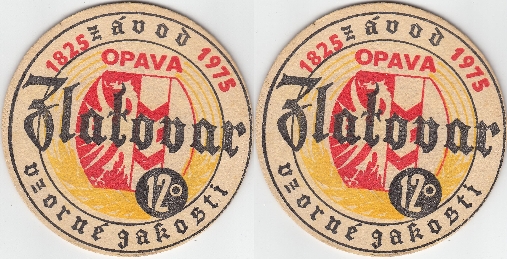 1825 závod 1975
OPAVA
Zlatovar
12°
vzorné jakosti
1825 závod 1975
OPAVA
Zlatovar
12°
vzorné jakosti